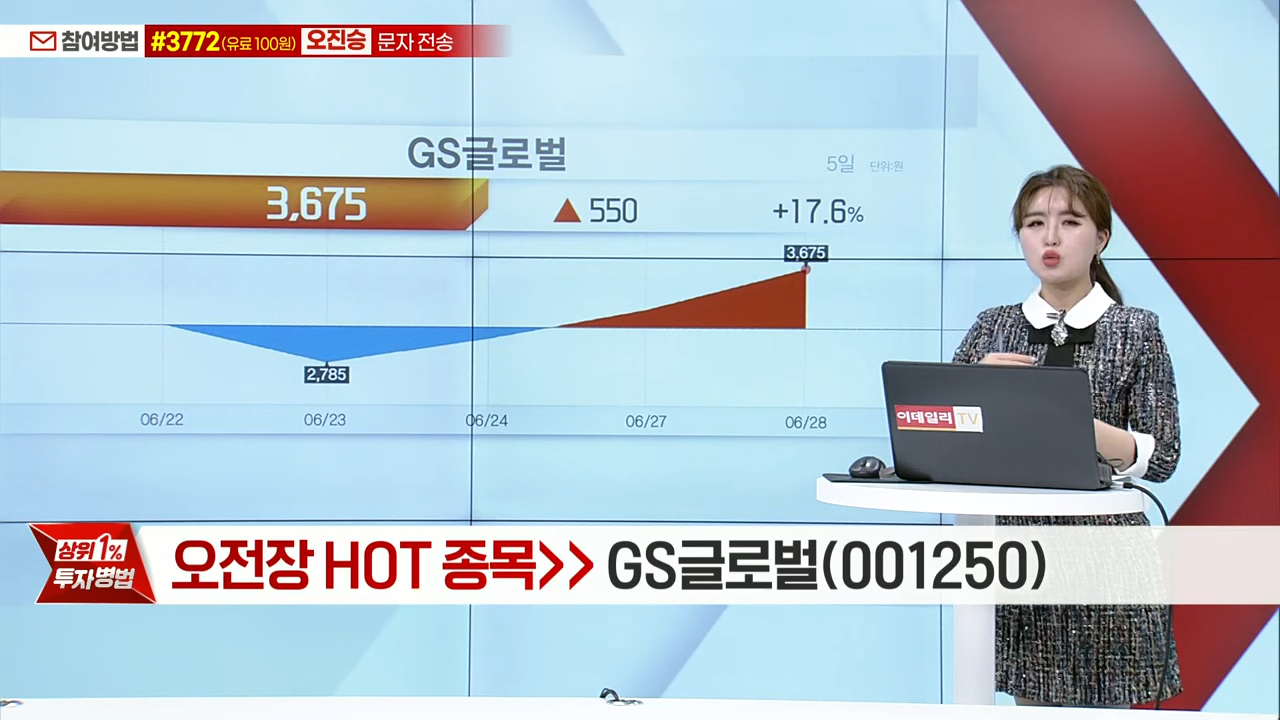 참여방법 #3772(유료 100원) 오진승 문자 전송
GS글로벌
5일 단위:원
3,675 ▲ 550 +17.6%
3,675
2,785
06/22 06/23 06/24 06/27 06/28
이데일리TV
상위 1%
투자병법
오전장 HOT 종목>> GS글로벌(001250)